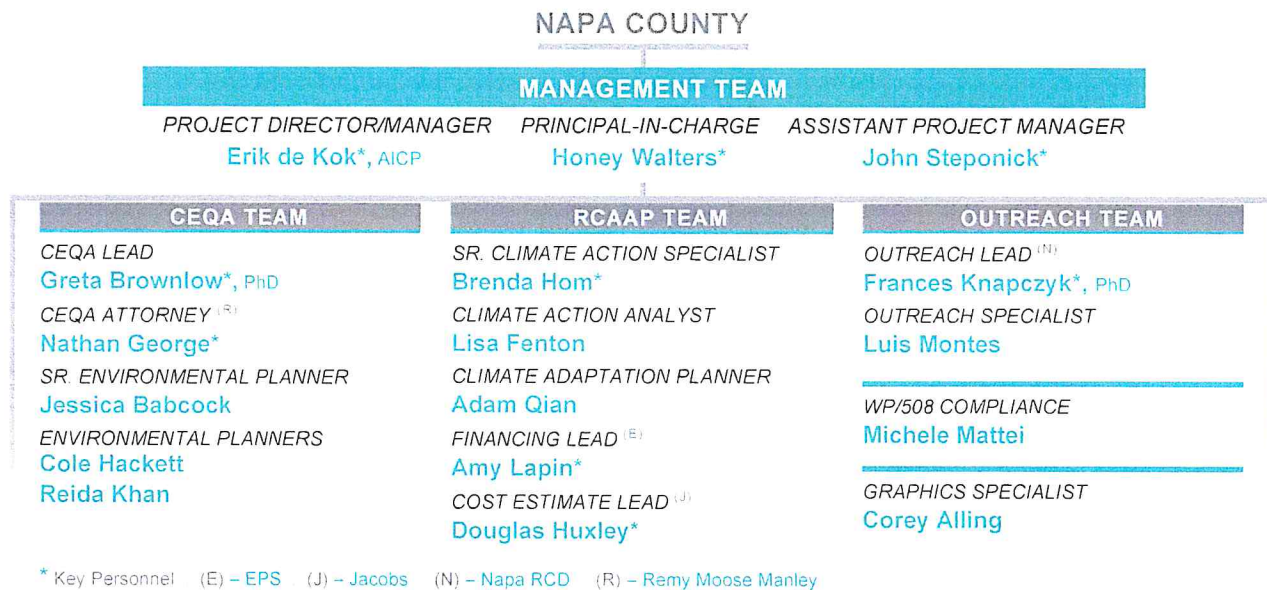 NAPA COUNTY
MANAGEMENT TEAM
PROJECT DIRECTOR/MANAGER
Erik de Kok*, AICP
PRINCIPAL-IN-CHARGE
Honey Walters*
ASSISTANT PROJECT MANAGER
John Steponick*
CEQA TEAM
CEQA LEAD
Greta Brownlow*, PhD
CEQA ATTORNEY (R)
Nathan George*
SR. ENVIRONMENTAL PLANNER
Jessica Babcock
ENVIRONMENTAL PLANNERS
Cole Hackett
Reida Khan
RCAAP TEAM
SR. CLIMATE ACTION SPECIALIST
Brenda Hom*
CLIMATE ACTION ANALYST
Lisa Fenton
CLIMATE ADAPTATION PLANNER
Adam Qian
FINANCING LEAD (E)
Amy Lapin*
COST ESTIMATE LEAD (J)
Douglas Huxley*
OUTREACH TEAM
OUTREACH LEAD (N)
Frances Knapczyk*, PhD
OUTREACH SPECIALIST
Luis Montes
WP/508 COMPLIANCE
Michele Mattei
GRAPHICS SPECIALIST
Corey Alling
* Key Personnel (E) – EPS (J) – Jacobs (N) – Napa RCD (R) – Remy Moose Manley